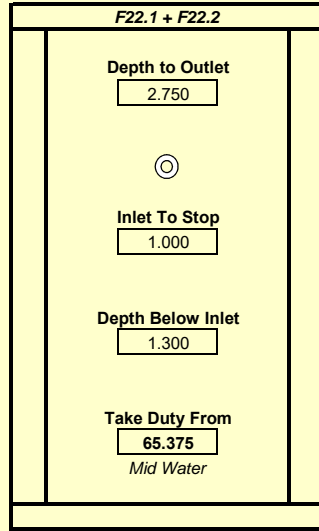 F22.1 + F22.2
Depth to Outlet
2.750
Inlet To Stop
1.000
Depth Below Inlet
1.300
Take Duty From
65.375
Mid Water